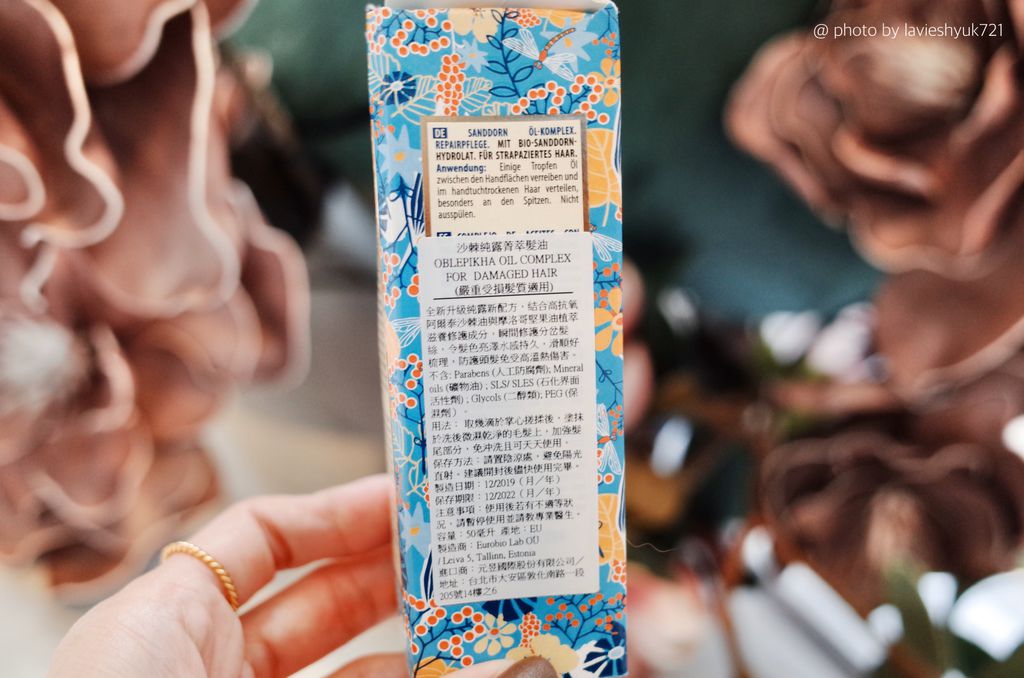 @ photo by lavieshyuk721
DE SANDDORN ÖL-KOMPLEX.
REPAIRPFLEGE. MIT BIO-SANDDORN-
HYDROLAT. FÜR STRAPAZIERTES HAAR.
Anwendung: Einige Tropfen Öl
zwischen den Handflächen verreiben und
im handtuchtrockenen Haar verteilen,
besonders an den Spitzen. Nicht
ausspülen.
沙棘純露菁萃髮油
OBLEPIKHA OIL COMPLEX
FOR DAMAGED HAIR
(嚴重受損髮質適用)
全新升級純露新配方，結合高抗氧
阿爾泰沙棘油與摩洛哥堅果油植萃
滋養修護成分，瞬間修護分岔髮
絲，令髮色亮澤水感持久，滑順好
梳理，防護頭髮免受高溫熱傷害。
不含: Parabens (人工防腐劑); Mineral
oils (礦物油) ; SLS/ SLES (石化界面
活性劑) ; Glycols (二醇類); PEG (保
濕劑) 。
用法： 取幾滴於掌心搓揉後，塗抹
於洗後微濕乾淨的毛髮上，加強髮
尾部分，免沖洗且可天天使用。
保存方法：請置陰涼處，避免陽光
直射。建議開封後儘快使用完畢。
製造日期：12/2019（月／年）
保存期限：12/2022（月／年）
注意事項：使用後若有不適等狀
況，請暫停使用並請教專業醫生。
容量：50毫升 產地：EU
製造商：Eurobio Lab OÜ
/ Leiva 5, Tallinn, Estonia
進口商：元昱國際股份有限公司／
地址：台北市大安區敦化南路一段
205號14樓之6